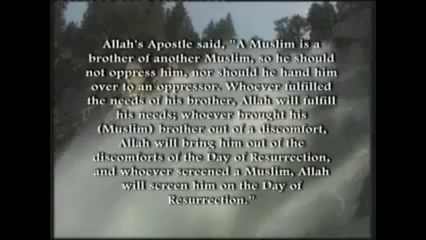 Allah's Apostle said, "A Muslim is a
brother of another Muslim, so he should
not oppress him, nor should he hand him
over to an oppressor. Whoever fulfilled
the needs of his brother, Allah will fulfill
his needs; whoever brought his
(Muslim) brother out of a discomfort,
Allah will bring him out of the
discomforts of the Day of Resurrection,
and whoever screened a Muslim, Allah
will screen him on the Day of
Resurrection."